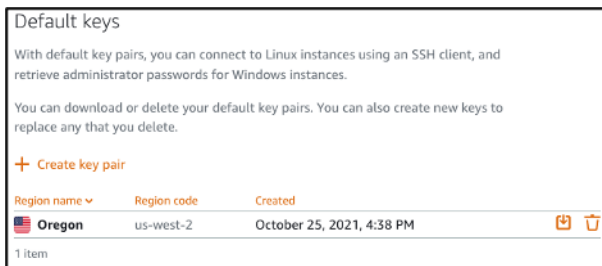 Default keys
With default key pairs, you can connect to Linux instances using an SSH client, and
retrieve administrator passwords for Windows instances.
You can download or delete your default key pairs. You can also create new keys to
replace any that you delete.
+ Create key pair
Region name Region code Created
Oregon us-west-2 October 25, 2021, 4:38 PM
1 item